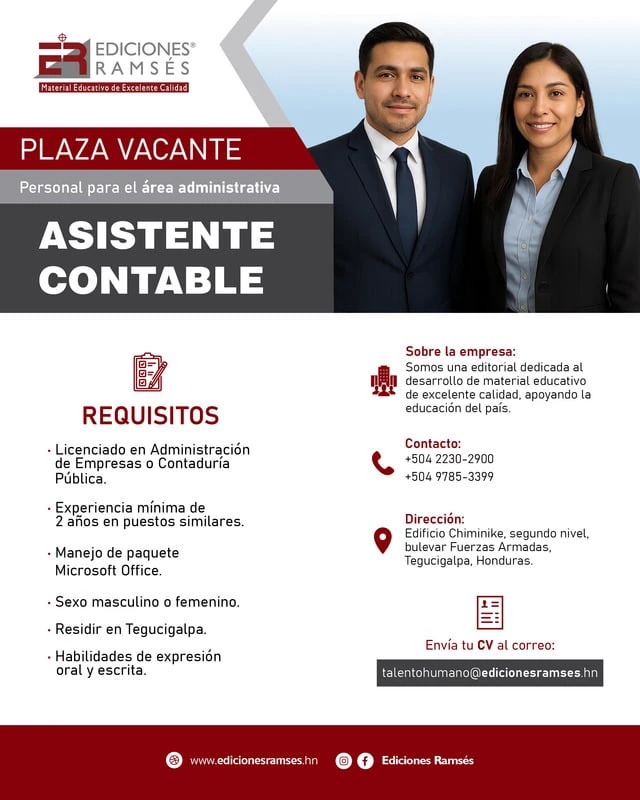 EDICIONES®
RAMSÉS
Material Educativo de Excelente Calidad
PLAZA VACANTE
Personal para el área administrativa
ASISTENTE
CONTABLE
REQUISITOS
· Licenciado en Administración
de Empresas o Contaduría
Pública.
· Experiencia mínima de
2 años en puestos similares.
· Manejo de paquete
Microsoft Office.
· Sexo masculino o femenino.
· Residir en Tegucigalpa.
· Habilidades de expresión
oral y escrita.
Sobre la empresa:
Somos una editorial dedicada al
desarrollo de material educativo
de excelente calidad, apoyando la
educación del país.
Contacto:
+504 2230-2900
+504 9785-3399
Dirección:
Edificio Chiminike, segundo nivel,
bulevar Fuerzas Armadas,
Tegucigalpa, Honduras.
Envía tu CV al correo:
talentohumano@edicionesramses.hn
www.edicionesramses.hn
Ediciones Ramsés